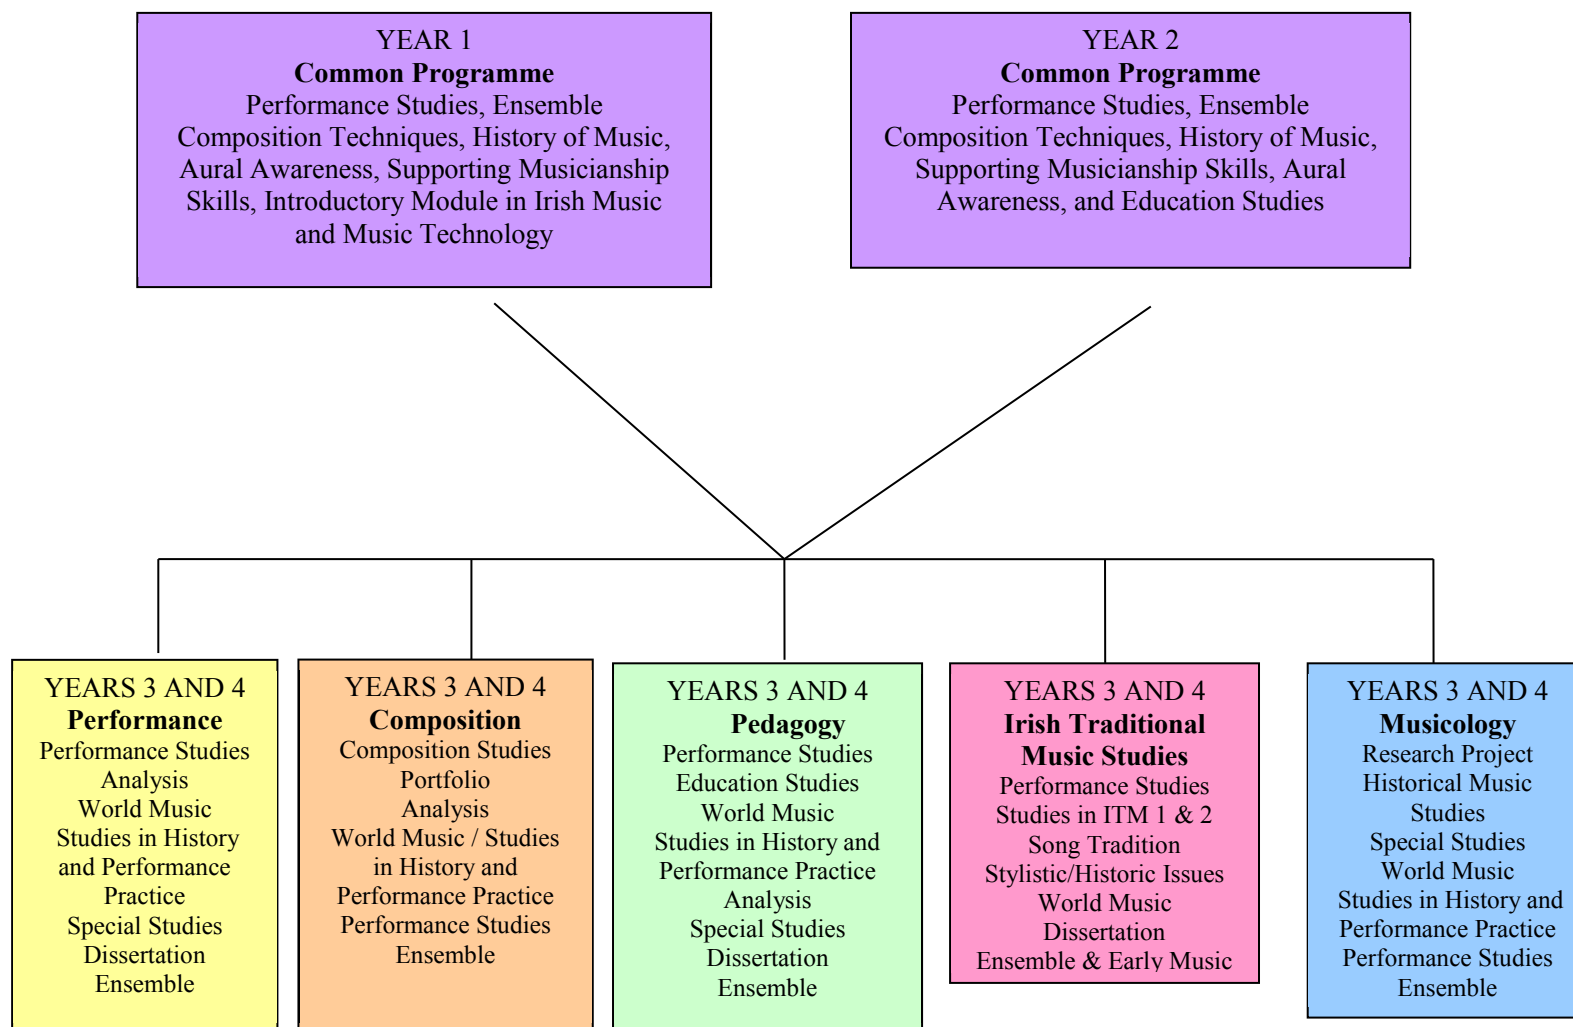 YEAR 1
Common Programme
Performance Studies, Ensemble
Composition Techniques, History of Music,
Aural Awareness, Supporting Musicianship
Skills, Introductory Module in Irish Music
and Music Technology
YEAR 2
Common Programme
Performance Studies, Ensemble
Composition Techniques, History of Music,
Supporting Musicianship Skills, Aural
Awareness, and Education Studies
YEARS 3 AND 4
Performance
Performance Studies
Analysis
World Music
Studies in History
and Performance
Practice
Special Studies
Dissertation
Ensemble
YEARS 3 AND 4
Composition
Composition Studies
Portfolio
Analysis
World Music / Studies
in History and
Performance Practice
Performance Studies
Ensemble
YEARS 3 AND 4
Pedagogy
Performance Studies
Education Studies
World Music
Studies in History and
Performance Practice
Analysis
Special Studies
Dissertation
Ensemble
YEARS 3 AND 4
Irish Traditional
Music Studies
Performance Studies
Studies in ITM 1 & 2
Song Tradition
Stylistic/Historic Issues
World Music
Dissertation
Ensemble & Early Music
YEARS 3 AND 4
Musicology
Research Project
Historical Music
Studies
Special Studies
World Music
Studies in History and
Performance Practice
Performance Studies
Ensemble